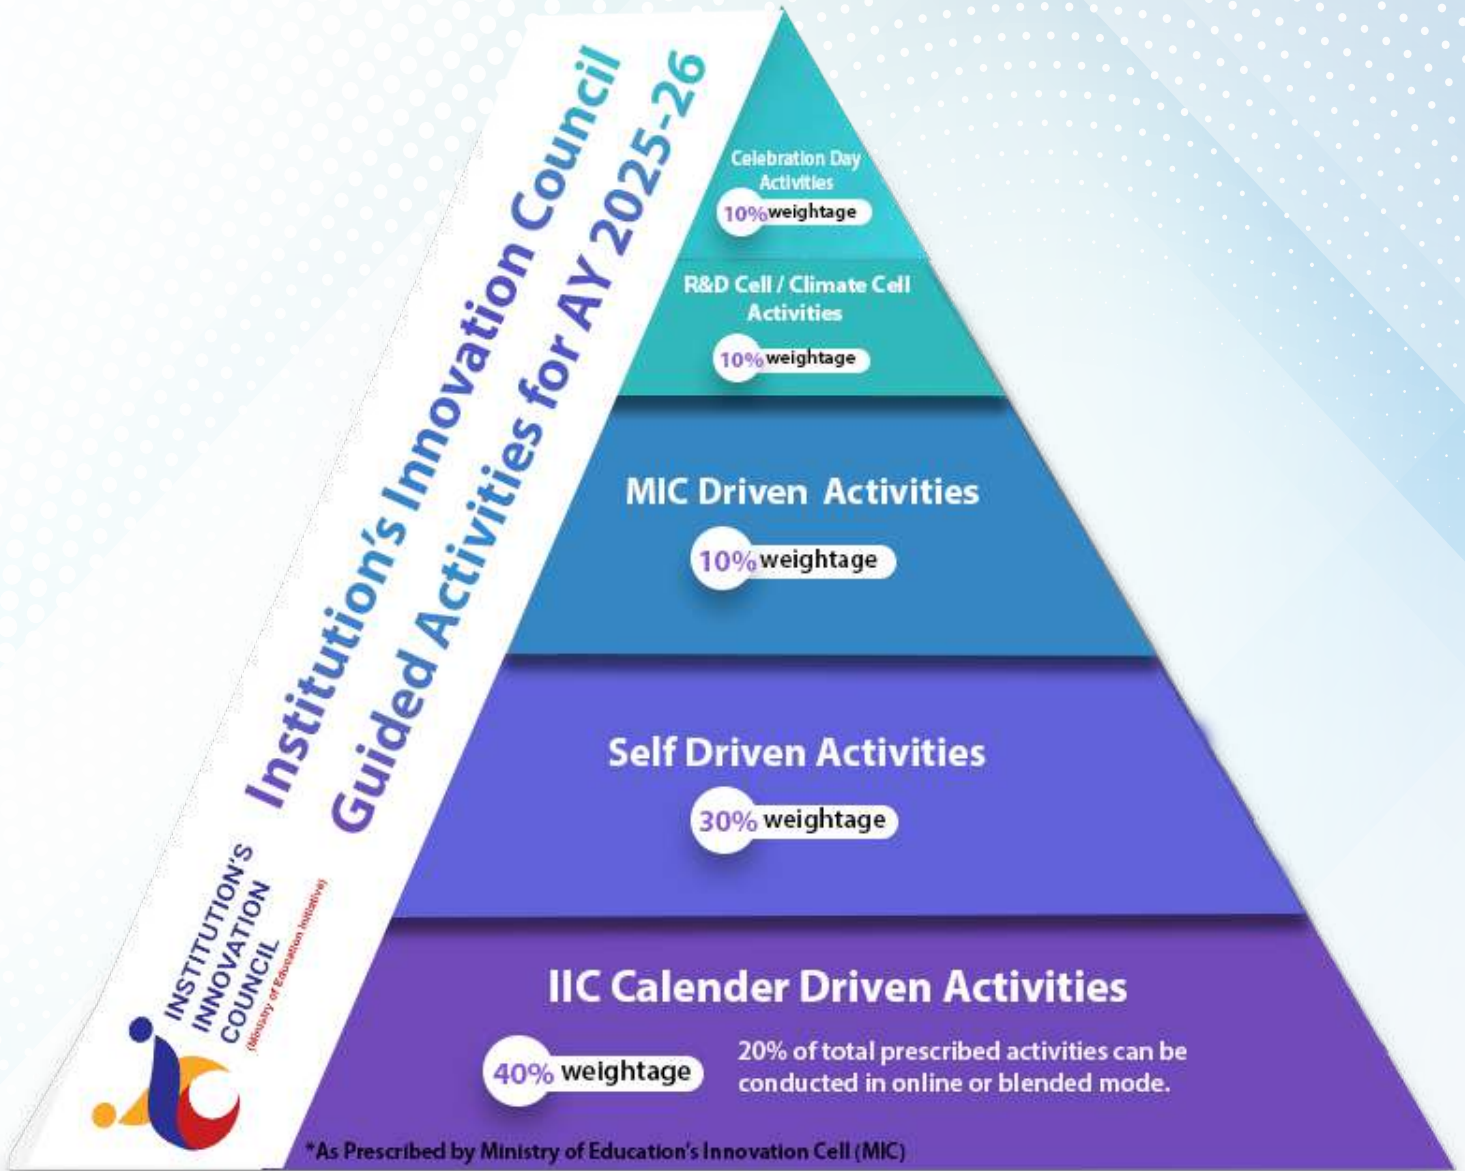 Institution's Innovation Council
Guided Activities for AY 2025-26
Celebration Day
Activities
10% weightage
R&D Cell / Climate Cell
Activities
10% weightage
MIC Driven Activities
10% weightage
Self Driven Activities
30% weightage
IIC Calender Driven Activities
40% weightage
20% of total prescribed activities can be
conducted in online or blended mode.
*As Prescribed by Ministry of Education's Innovation Cell (MIC)
INSTITUTION'S
INNOVATION
COUNCIL
(Ministry of Education Initiative)